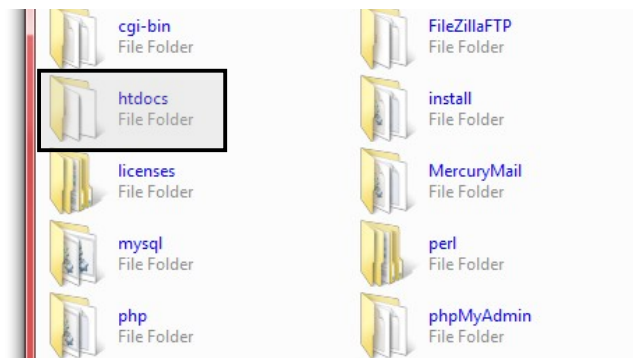 cgi-bin
File Folder
FileZillaFTP
File Folder
htdocs
File Folder
install
File Folder
licenses
File Folder
MercuryMail
File Folder
mysql
File Folder
perl
File Folder
php
File Folder
phpMyAdmin
File Folder